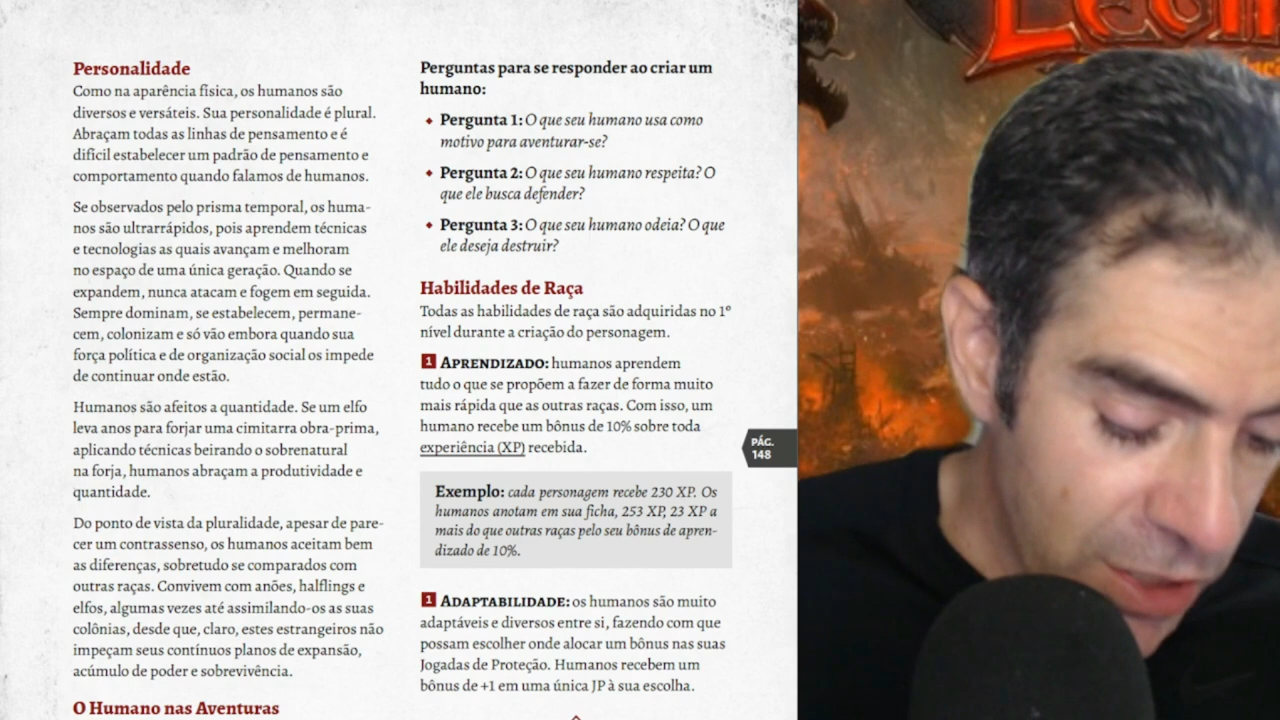 Personalidade
Como na aparência física, os humanos são
diversos e versáteis. Sua personalidade é plural.
Abraçam todas as linhas de pensamento e é
difícil estabelecer um padrão de pensamento e
comportamento quando falamos de humanos.
Se observados pelo prisma temporal, os huma-
nos são ultrarrápidos, pois aprendem técnicas
e tecnologias as quais avançam e melhoram
no espaço de uma única geração. Quando se
expandem, nunca atacam e fogem em seguida.
Sempre dominam, se estabelecem, permane-
cem, colonizam e só vão embora quando sua
força política e de organização social os impede
de continuar onde estão.
Humanos são afeitos a quantidade. Se um elfo
leva anos para forjar uma cimitarra obra-prima,
aplicando técnicas beirando o sobrenatural
na forja, humanos abraçam a produtividade e
quantidade.
Do ponto de vista da pluralidade, apesar de pare-
cer um contrassenso, os humanos aceitam bem
as diferenças, sobretudo se comparados com
outras raças. Convivem com anões, halflings e
elfos, algumas vezes até assimilando-os as suas
colônias, desde que, claro, estes estrangeiros não
impeçam seus contínuos planos de expansão,
acúmulo de poder e sobrevivência.
O Humano nas Aventuras
Perguntas para se responder ao criar um
humano:
Pergunta 1: O que seu humano usa como
motivo para aventurar-se?
Pergunta 2: O que seu humano respeita? O
que ele busca defender?
Pergunta 3: O que seu humano odeia? O que
ele deseja destruir?
Habilidades de Raça
Todas as habilidades de raça são adquiridas no 1º
nível durante a criação do personagem.
1 APRENDIZADO: humanos aprendem
tudo o que se propõem a fazer de forma muito
mais rápida que as outras raças. Com isso, um
humano recebe um bônus de 10% sobre toda
experiência (XP) recebida.
PÁG.
148
Exemplo: cada personagem recebe 230 XP. Os
humanos anotam em sua ficha, 253 XP, 23 XP a
mais do que outras raças pelo seu bônus de apren-
dizado de 10%.
1 ADAPTABILIDADE: os humanos são muito
adaptáveis e diversos entre si, fazendo com que
possam escolher onde alocar um bônus nas suas
Jogadas de Proteção. Humanos recebem um
bônus de +1 em uma única JP à sua escolha.